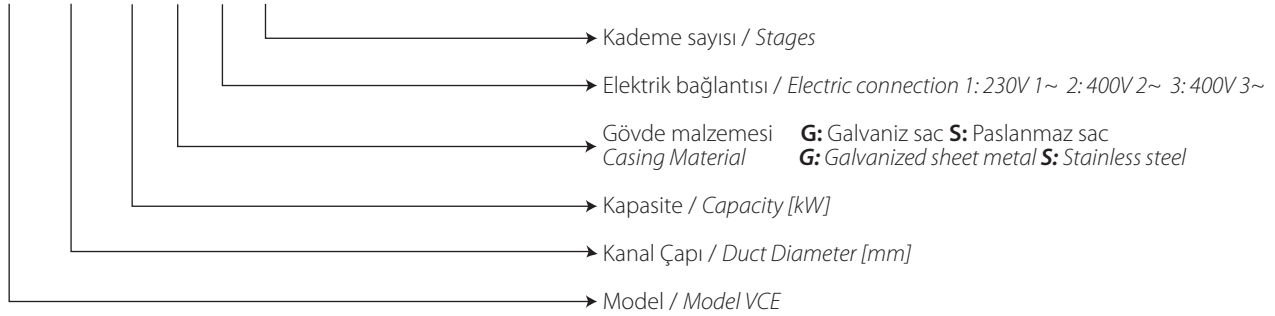 Kademe sayısı / Stages
Elektrik bağlantısı / Electric connection 1: 230V 1~ 2: 400V 2~ 3: 400V 3~
Gövde malzemesi G: Galvaniz sac S: Paslanmaz sac
Casing Material G: Galvanized sheet metal S: Stainless steel
Kapasite / Capacity [kW]
Kanal Çapı / Duct Diameter [mm]
Model / Model VCE